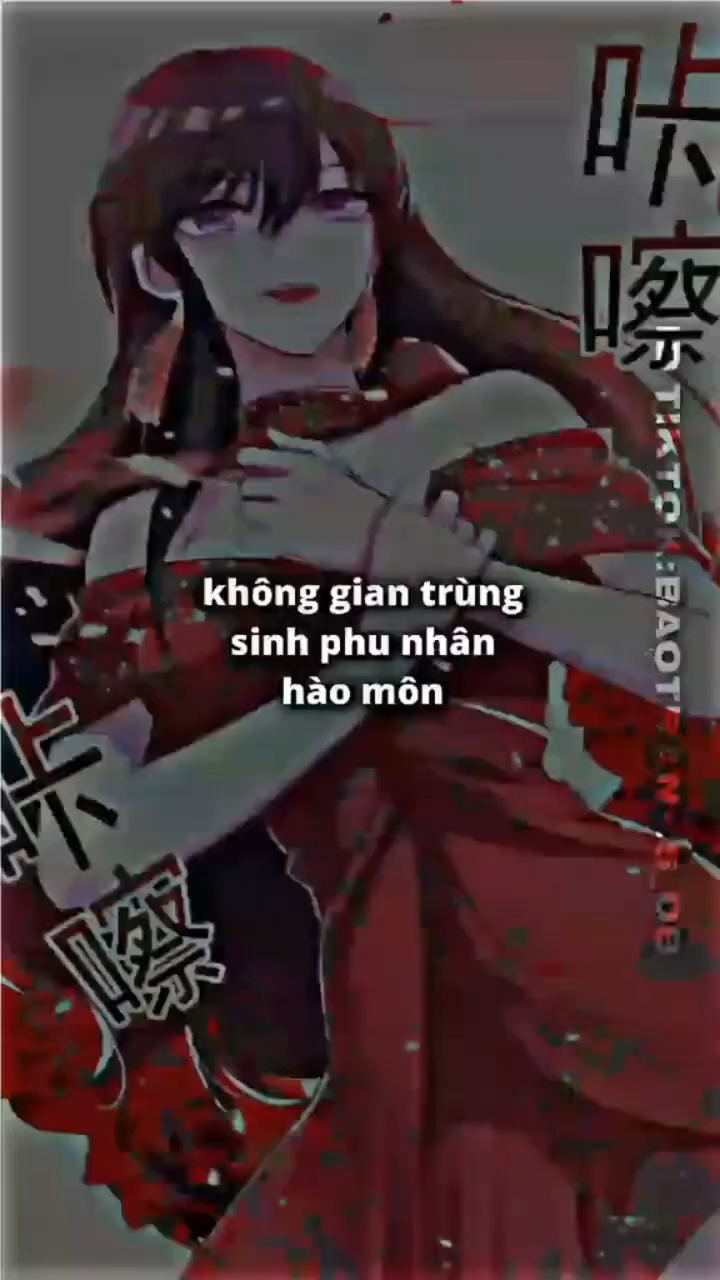 咔
嚓
không gian trùng
sinh phu nhân
hào môn
咔
嚓